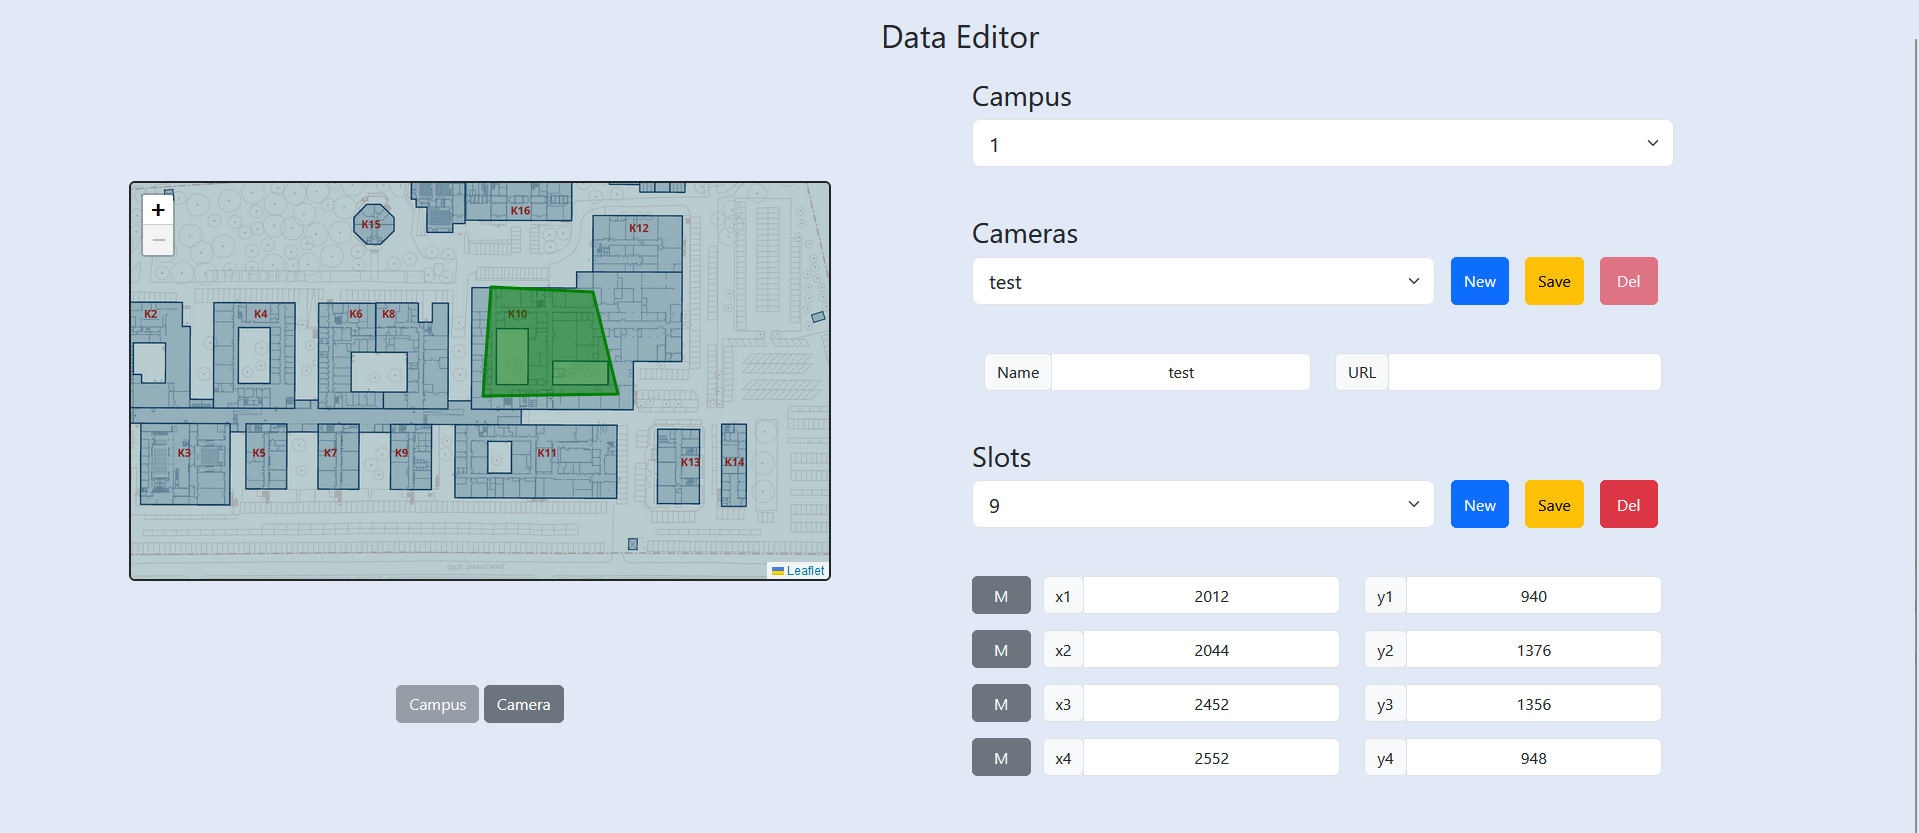 Data Editor
Campus
1
Cameras
test
New
Save
Del
Name
test
URL
Slots
9
New
Save
Del
M
x1
2012
y1
940
M
x2
2044
y2
1376
M
x3
2452
y3
1356
M
x4
2552
y4
948
+
−
K16
K15
K12
K2
K4
K6
K8
K10
K3
K5
K7
K9
K11
K13
K14
Leaflet
Campus
Camera